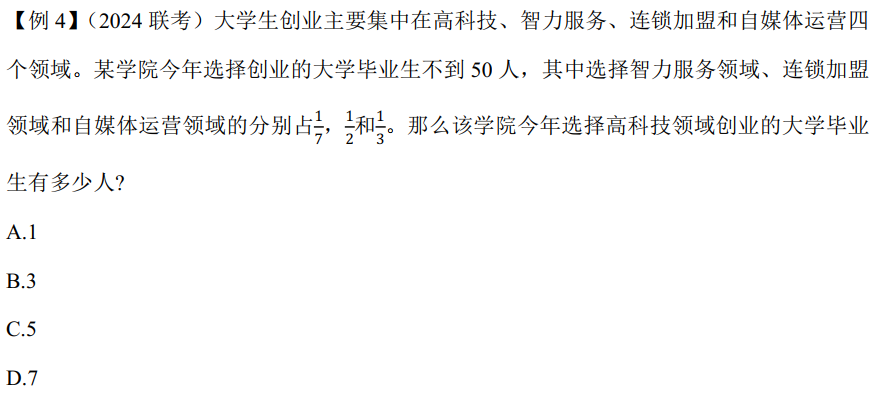 【例 4】（2024 联考）大学生创业主要集中在高科技、智力服务、连锁加盟和自媒体运营四
个领域。某学院今年选择创业的大学毕业生不到 50 人，其中选择智力服务领域、连锁加盟
领域和自媒体运营领域的分别占1/7，1/2和1/3。那么该学院今年选择高科技领域创业的大学毕业
生有多少人?
A.1
B.3
C.5
D.7